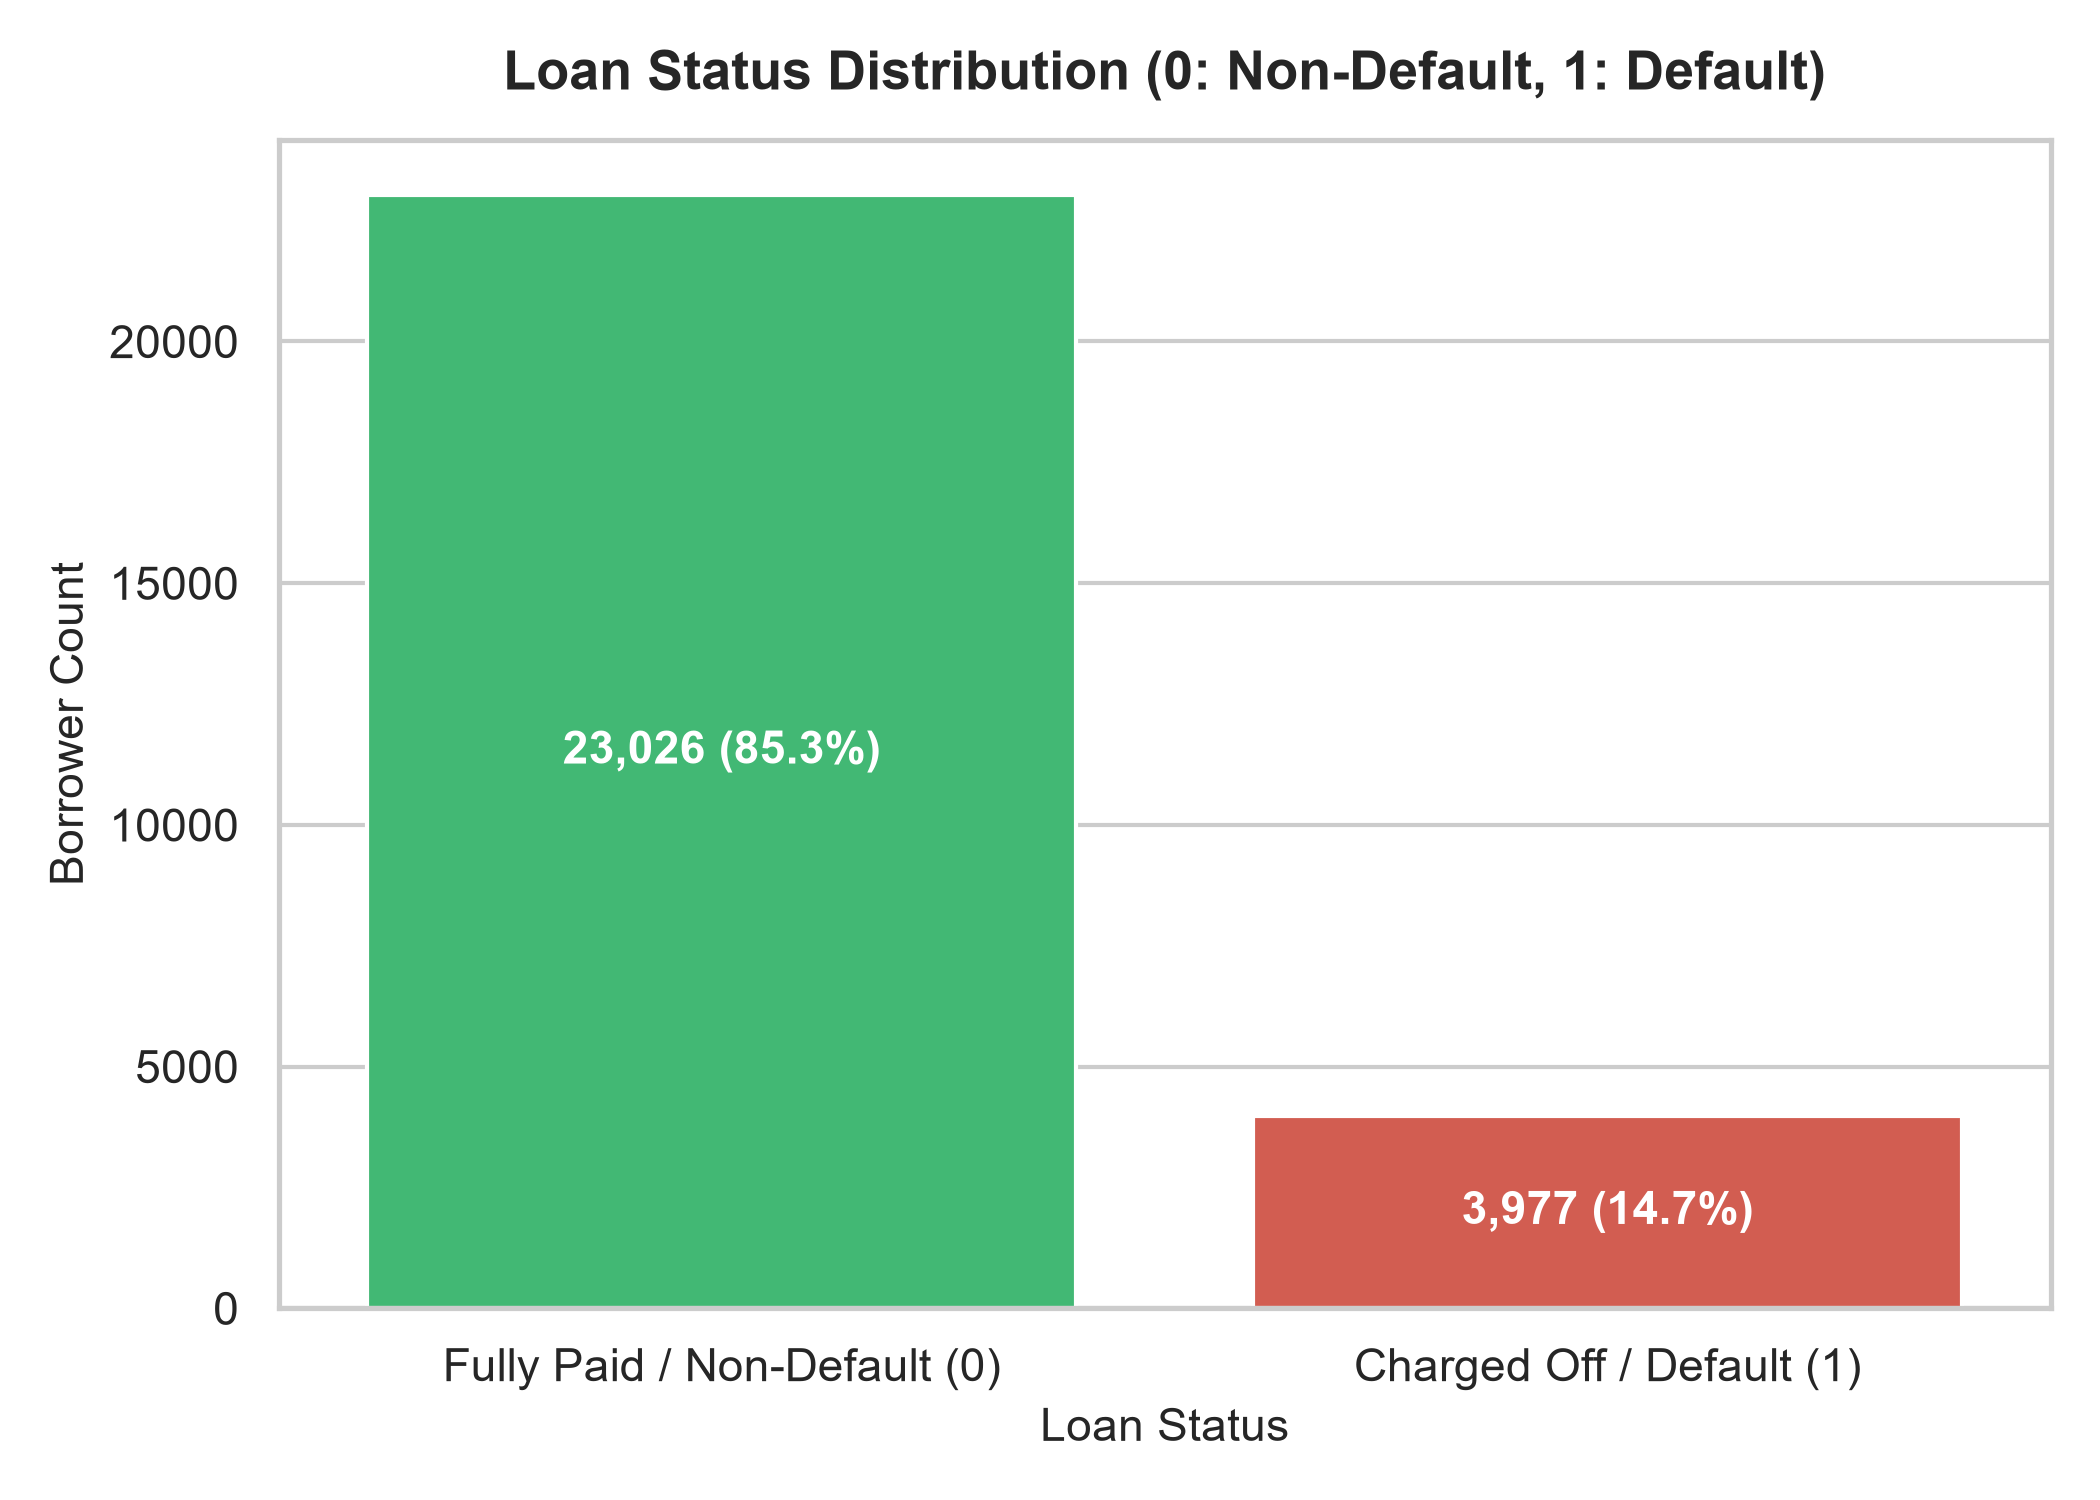 Loan Status Distribution (0: Non-Default, 1: Default)
Borrower Count
20000
15000
10000
5000
0
23,026 (85.3%)
3,977 (14.7%)
Fully Paid / Non-Default (0)
Charged Off / Default (1)
Loan Status